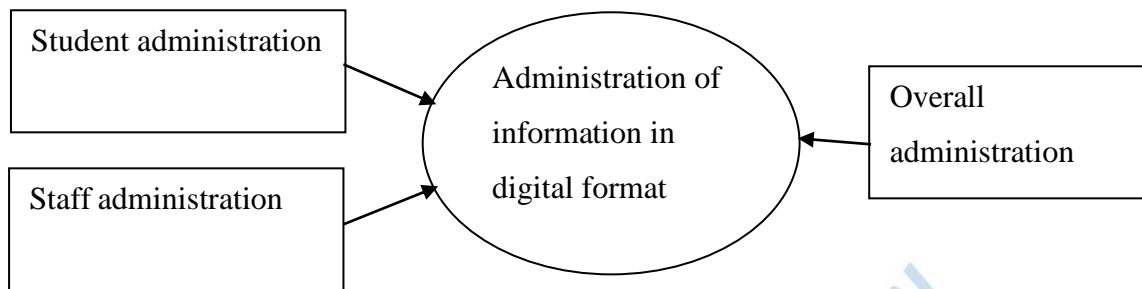 Student administration
Staff administration
Administration of
information in
digital format
Overall
administration